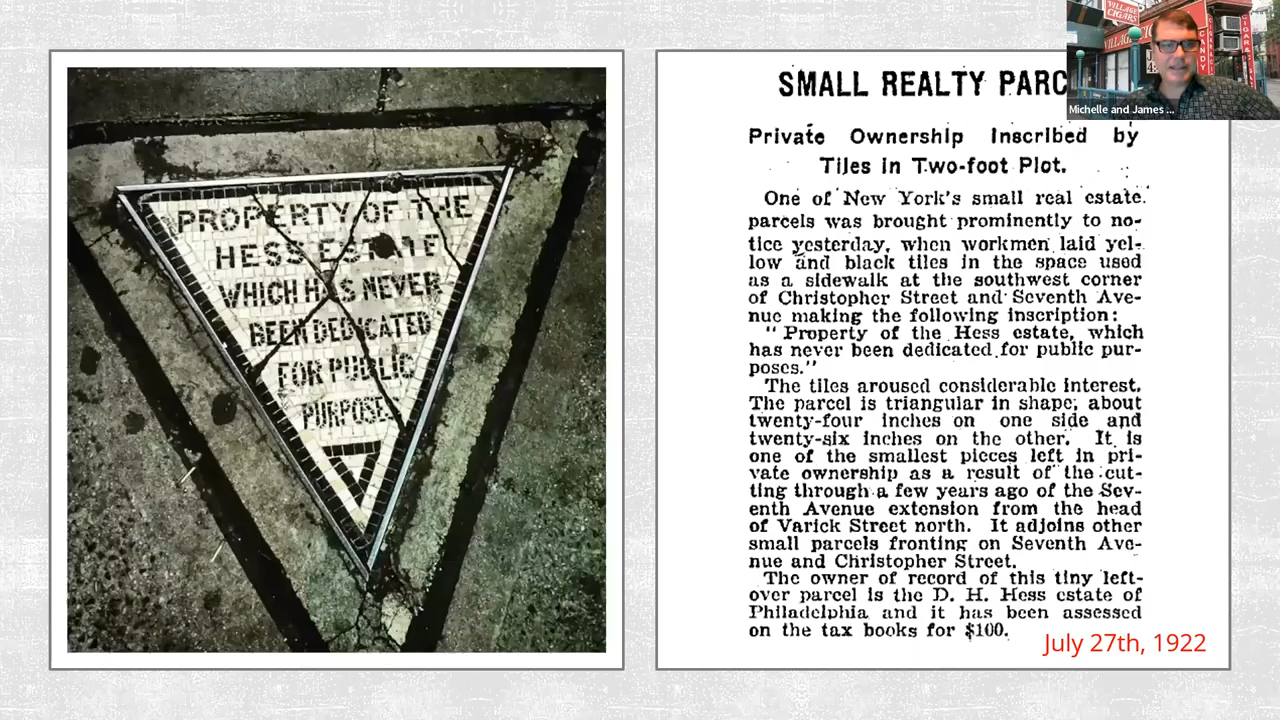 PROPERTY OF THE
HESS ESTATE
WHICH HAS NEVER
BEEN DEDICATED
FOR PUBLIC
PURPOSES
SMALL REALTY PARC
Private Ownership Inscribed by
Tiles in Two-foot Plot.
One of New York's small real estate
parcels was brought prominently to no-
tice yesterday, when workmen laid yel-
low and black tiles in the space used
as a sidewalk at the southwest corner
of Christopher Street and Seventh Ave-
nue making the following inscription:
" Property of the Hess estate, which
has never been dedicated for public pur-
poses."
The tiles aroused considerable interest.
The parcel is triangular in shape, about
twenty-four inches on one side and
twenty-six inches on the other. It is
one of the smallest pieces left in pri-
vate ownership as a result of the cut-
ting through a few years ago of the Sev-
enth Avenue extension from the head
of Varick Street north. It adjoins other
small parcels fronting on Seventh Ave-
nue and Christopher Street.
The owner of record of this tiny left-
over parcel is the D. H. Hess estate of
Philadelphia and it has been assessed
on the tax books for $100.
July 27th, 1922
VILLAGE
CIGARS
VILLAGE
CANDY
Michelle and James ...